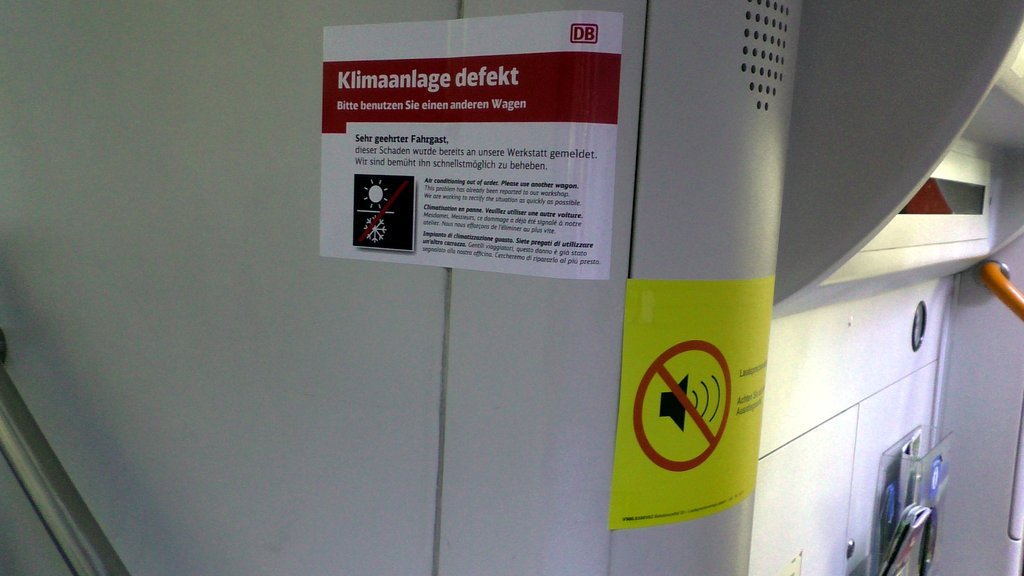 DB
Klimaanlage defekt
Bitte benutzen Sie einen anderen Wagen
Sehr geehrter Fahrgast,
dieser Schaden wurde bereits an unsere Werkstatt gemeldet.
Wir sind bemüht ihn schnellstmöglich zu beheben.
Air conditioning out of order. Please use another wagon.
This problem has already been reported to our workshop.
We are working to rectify the situation as quickly as possible.
Climatisation en panne. Veuillez utiliser une autre voiture.
Mesdames, Messieurs, ce dommage a déjà été signalé à notre
atelier. Nous nous efforçons de l'éliminer au plus vite.
Impianto di climatizzazione guasto. Siete pregati di utilizzare
un'altra carrozza. Gentili viaggiatori, questo danno è già stato
segnalato alla nostra officina. Cercheremo di ripararlo al più presto.